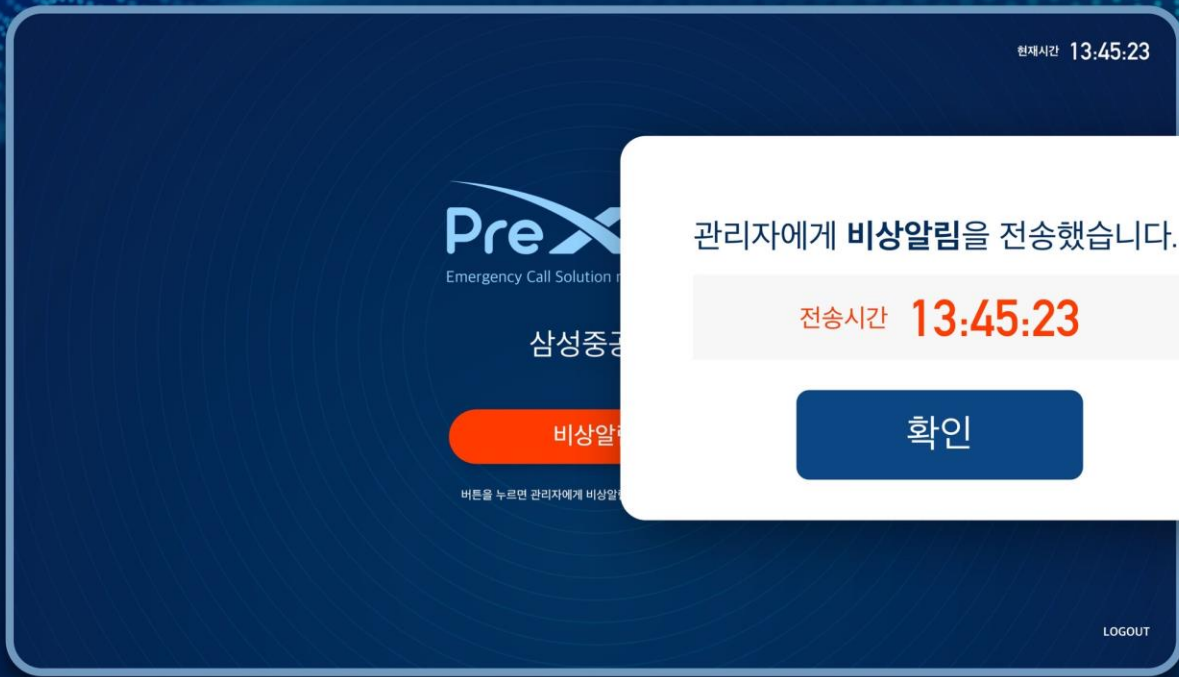 현재시간 13:45:23
Pre
Emergency Call Solution
삼성중
관리자에게 비상알림을 전송했습니다.
전송시간 13:45:23
확인
비상알
버튼을 누르면 관리자에게 비상알
LOGOUT